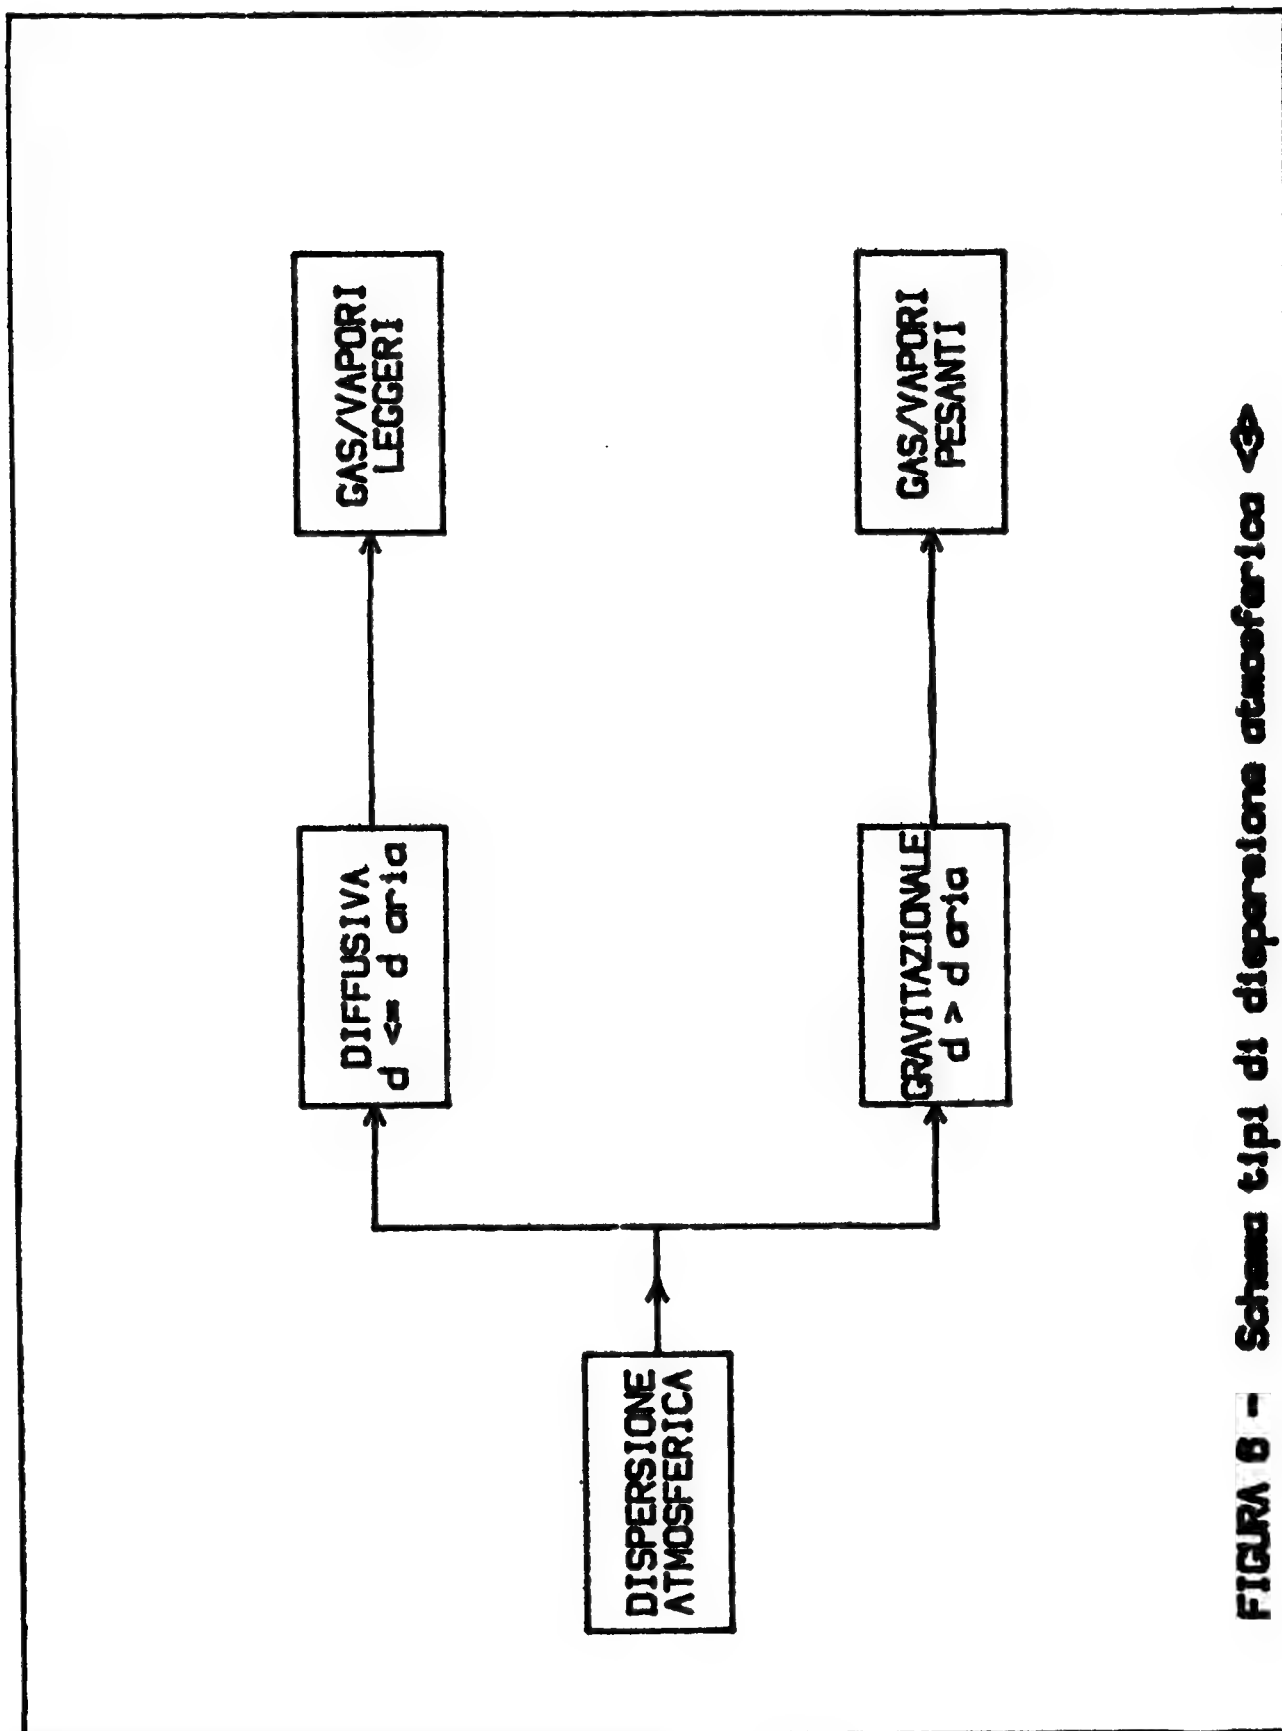 DISPERSIONE
ATMOSFERICA
DIFFUSIVA
d <= d aria
GAS/VAPORI
LEGGERI
GRAVITAZIONALE
d > d aria
GAS/VAPORI
PESANTI
FIGURA 6 - Schema tipi di dispersione atmosferica